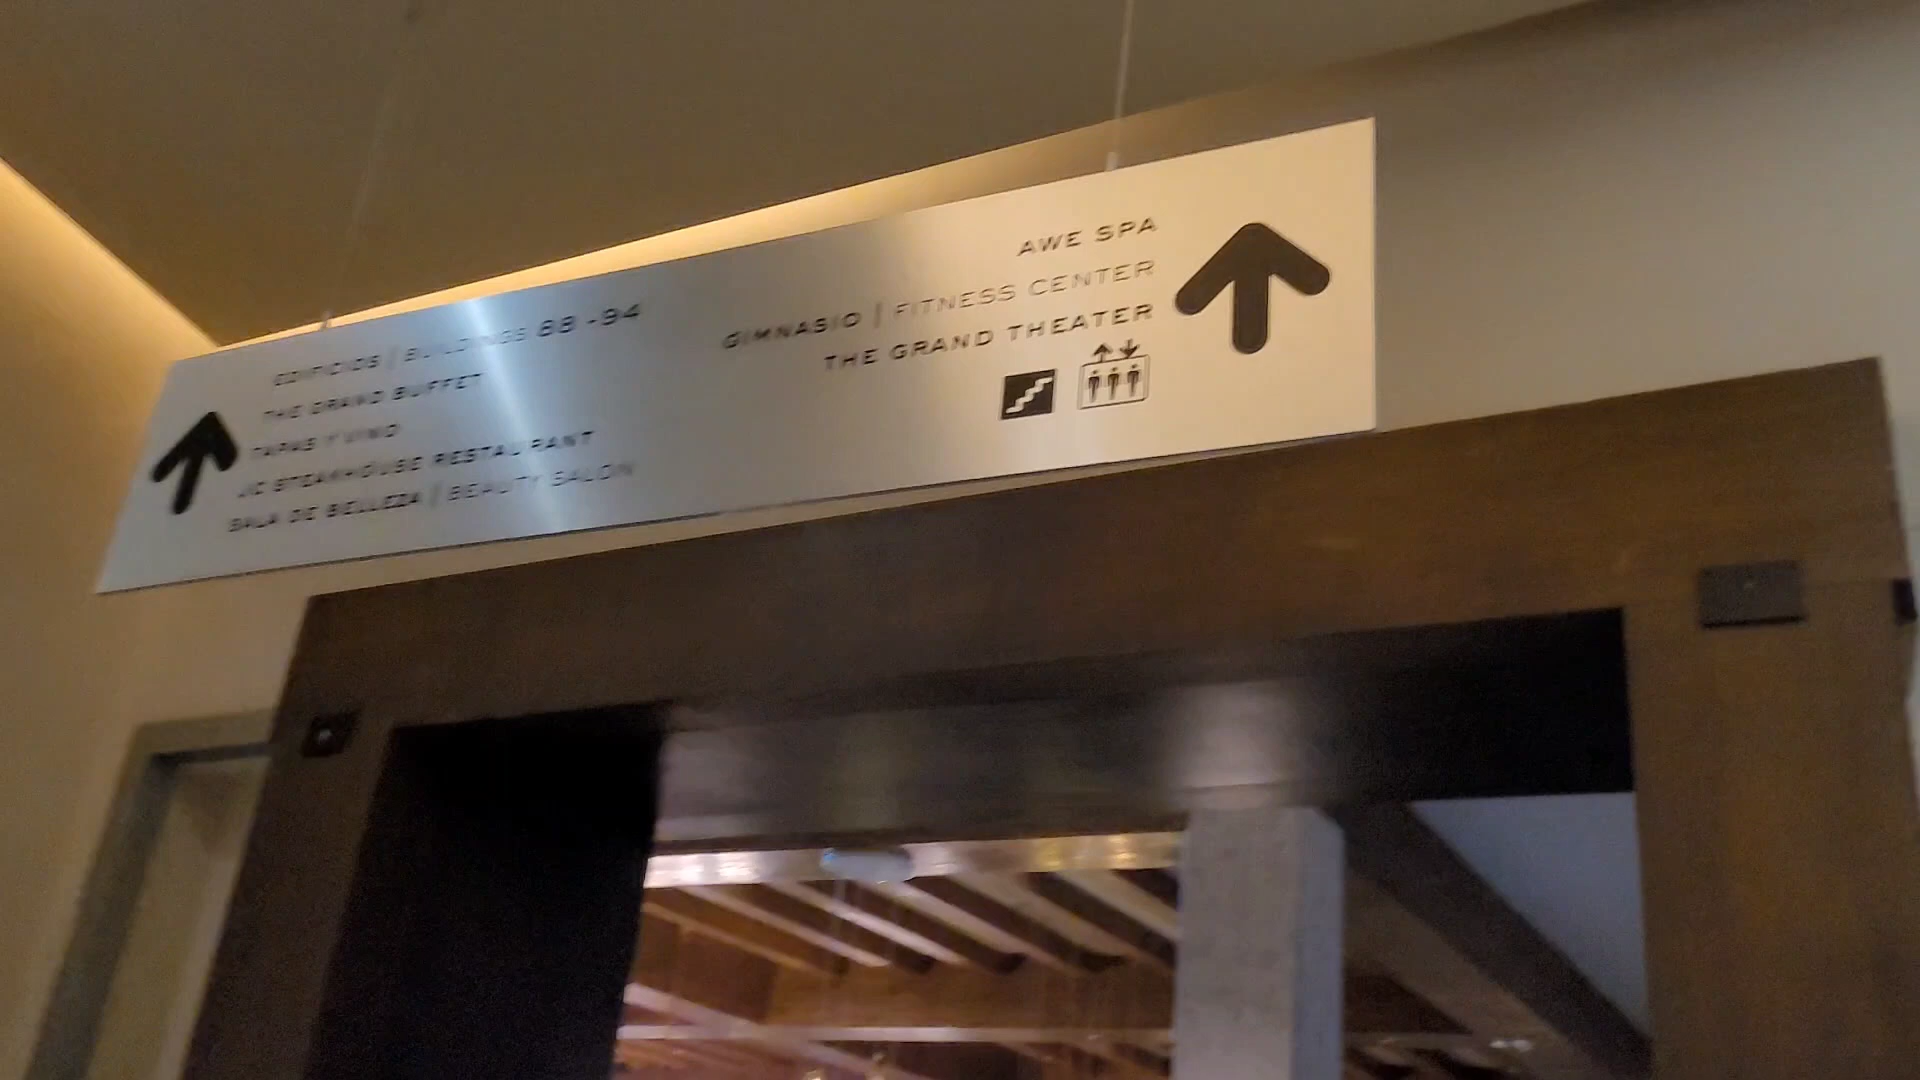 EDIFICIOS | BUILDINGS 88 - 94
THE GRAND BUFFET
TAPAS Y VINO
JC STEAKHOUSE RESTAURANT
SALA DE BELLEZA | BEAUTY SALON
AWE SPA
GIMNASIO | FITNESS CENTER
THE GRAND THEATER